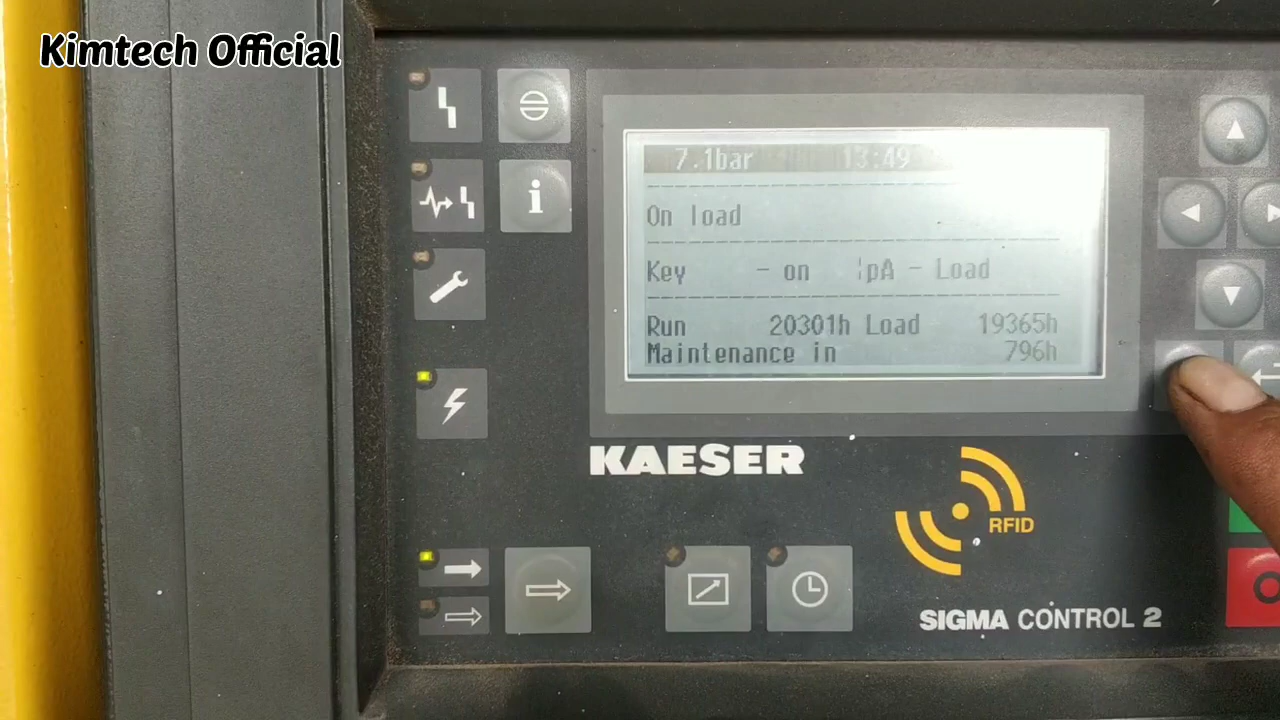 Kimtech Official
7.1bar 13:49
On load
Key - on ¦pA - Load
Run 20301h Load 19365h
Maintenance in 796h
KAESER
RFID
SIGMA CONTROL 2